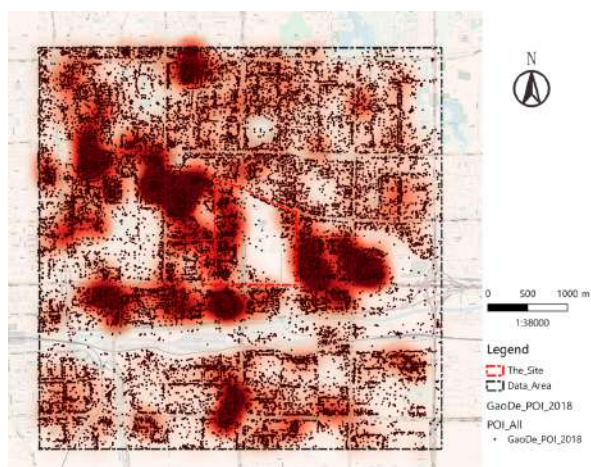 N
0 500 1000 m
1:38000
Legend
The_Site
Data_Area
GaoDe_POI_2018
POI_All
GaoDe_POI_2018